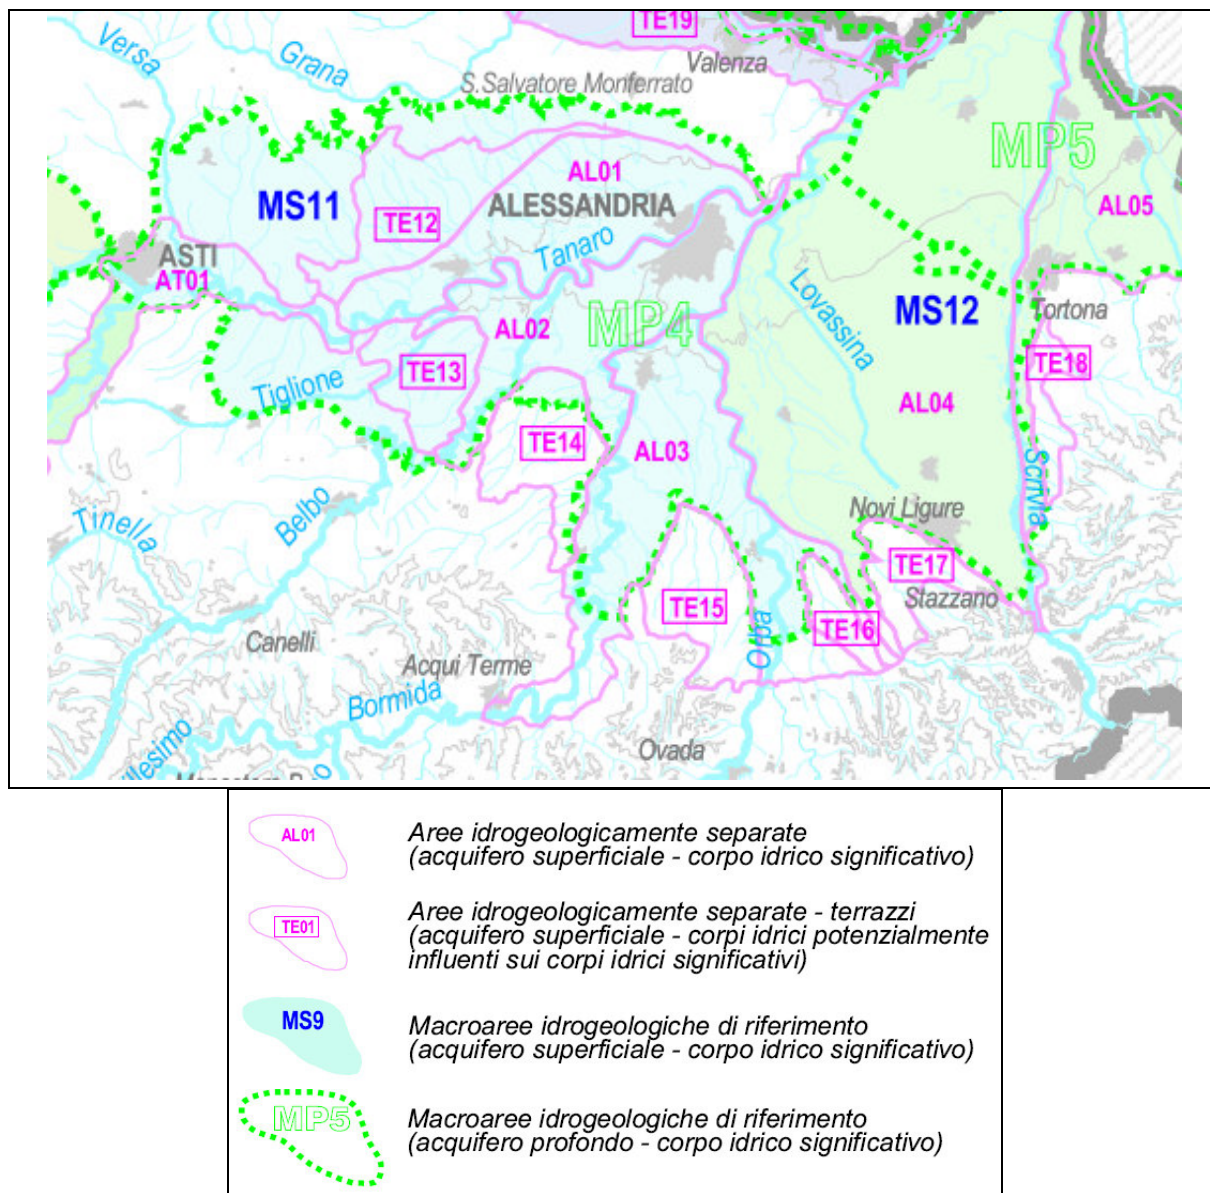 TE19
Versa
Grana
Valenza
S.Salvatore Monferrato
MP5
AL01
MS11
ALESSANDRIA
AL05
TE12
ASTI
Tanaro
AT01
Lovassina
MS12
Tortona
AL02
MP4
TE18
TE13
Tiglione
AL04
TE14
AL03
Scrivia
Belbo
Tinella
Novi Ligure
TE17
Stazzano
TE15
TE16
Orba
Canelli
Acqui Terme
Bormida
Ovada
llesimo
AL01
Aree idrogeologicamente separate
(acquifero superficiale - corpo idrico significativo)
TE01
Aree idrogeologicamente separate - terrazzi
(acquifero superficiale - corpi idrici potenzialmente
influenti sui corpi idrici significativi)
MS9
Macroaree idrogeologiche di riferimento
(acquifero superficiale - corpo idrico significativo)
MP5
Macroaree idrogeologiche di riferimento
(acquifero profondo - corpo idrico significativo)